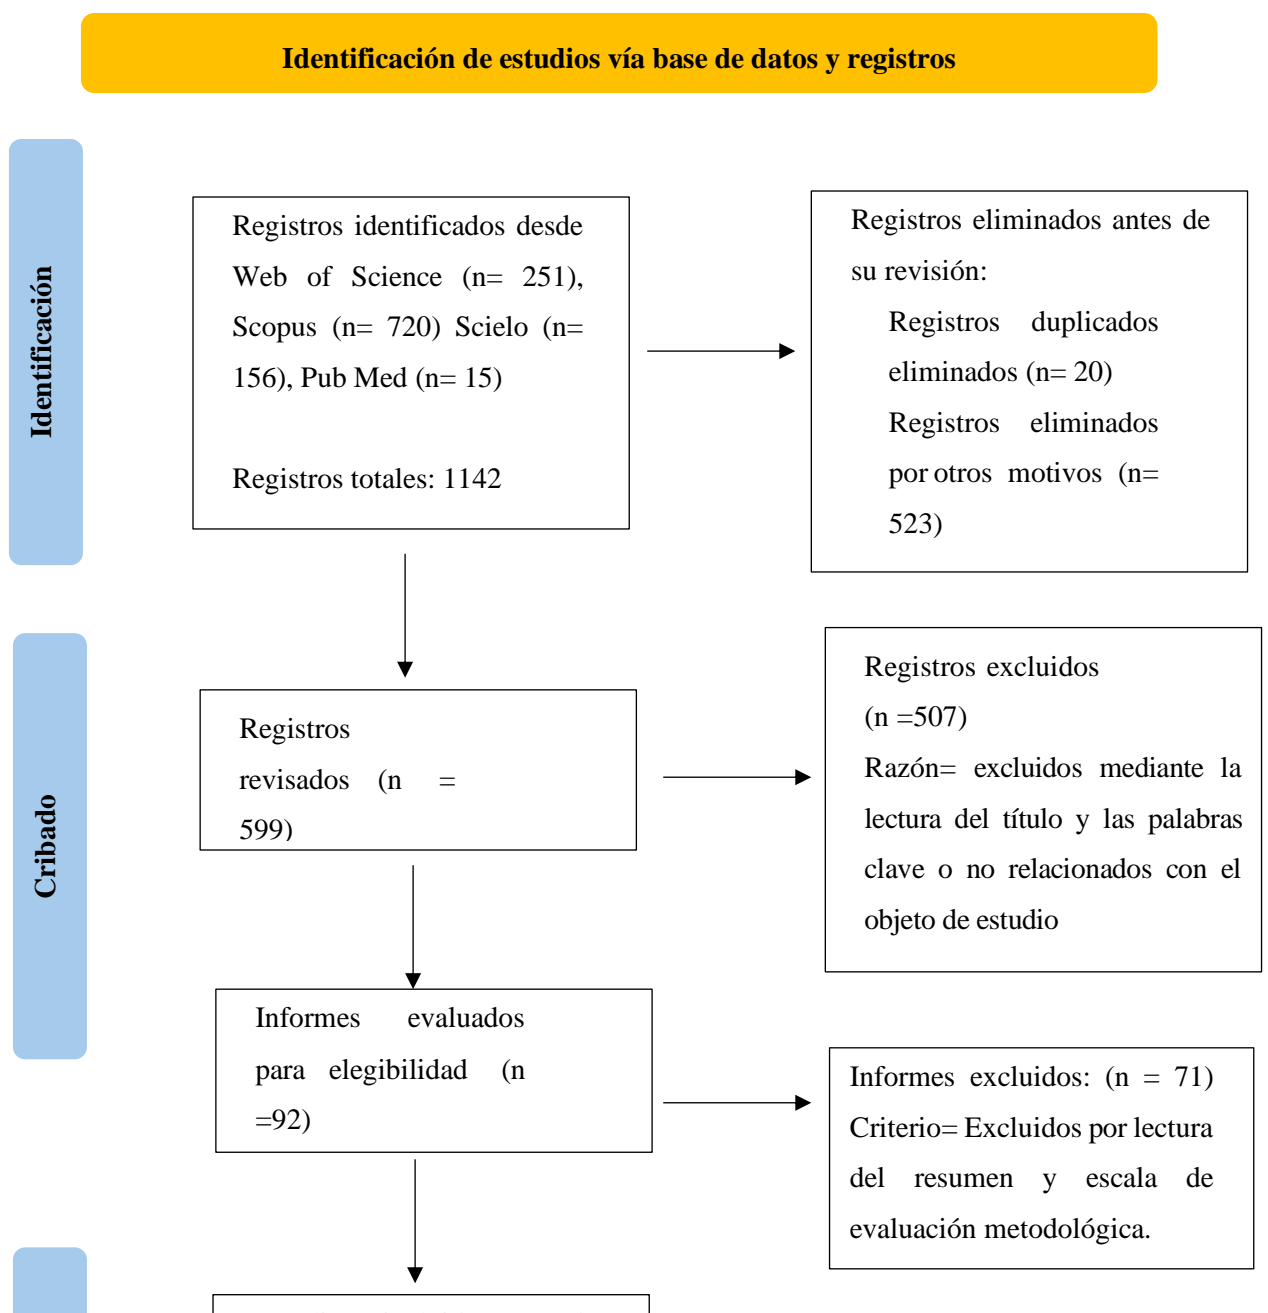 Identificación de estudios vía base de datos y registros
Identificación
Registros identificados desde
Web of Science (n= 251),
Scopus (n= 720) Scielo (n=
156), Pub Med (n= 15)
Registros totales: 1142
Registros eliminados antes de
su revisión:
Registros duplicados
eliminados (n= 20)
Registros eliminados
por otros motivos (n=
523)
Cribado
Registros
revisados (n =
599)
Registros excluidos
(n =507)
Razón= excluidos mediante la
lectura del título y las palabras
clave o no relacionados con el
objeto de estudio
Informes evaluados
para elegibilidad (n
=92)
Informes excluidos: (n = 71)
Criterio= Excluidos por lectura
del resumen y escala de
evaluación metodológica.